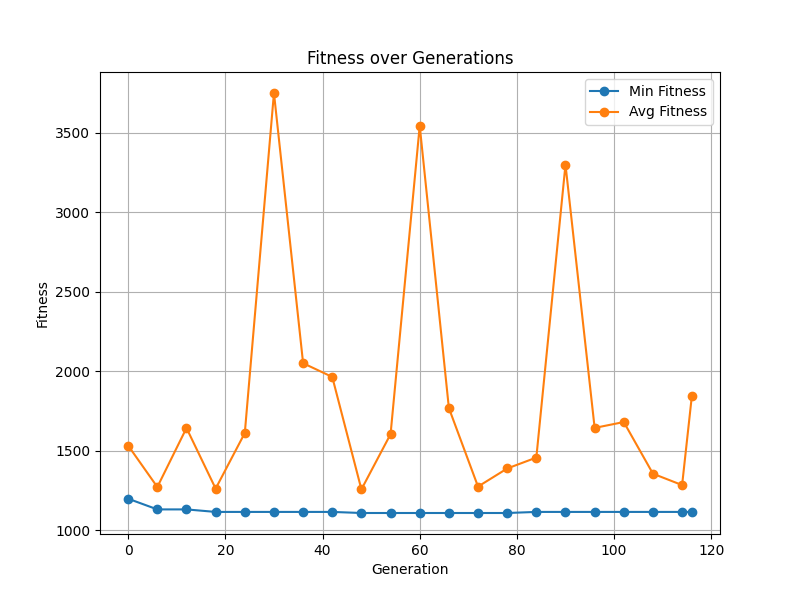 Fitness over Generations
Min Fitness
Avg Fitness
3500
3000
2500
2000
1500
1000
Fitness
0 20 40 60 80 100 120
Generation